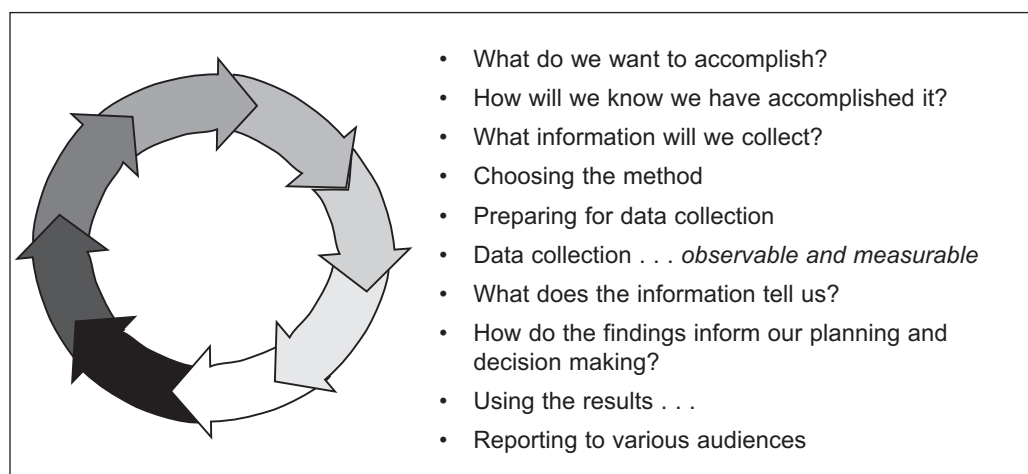 • What do we want to accomplish?
• How will we know we have accomplished it?
• What information will we collect?
• Choosing the method
• Preparing for data collection
• Data collection . . . observable and measurable
• What does the information tell us?
• How do the findings inform our planning and
decision making?
• Using the results . . .
• Reporting to various audiences